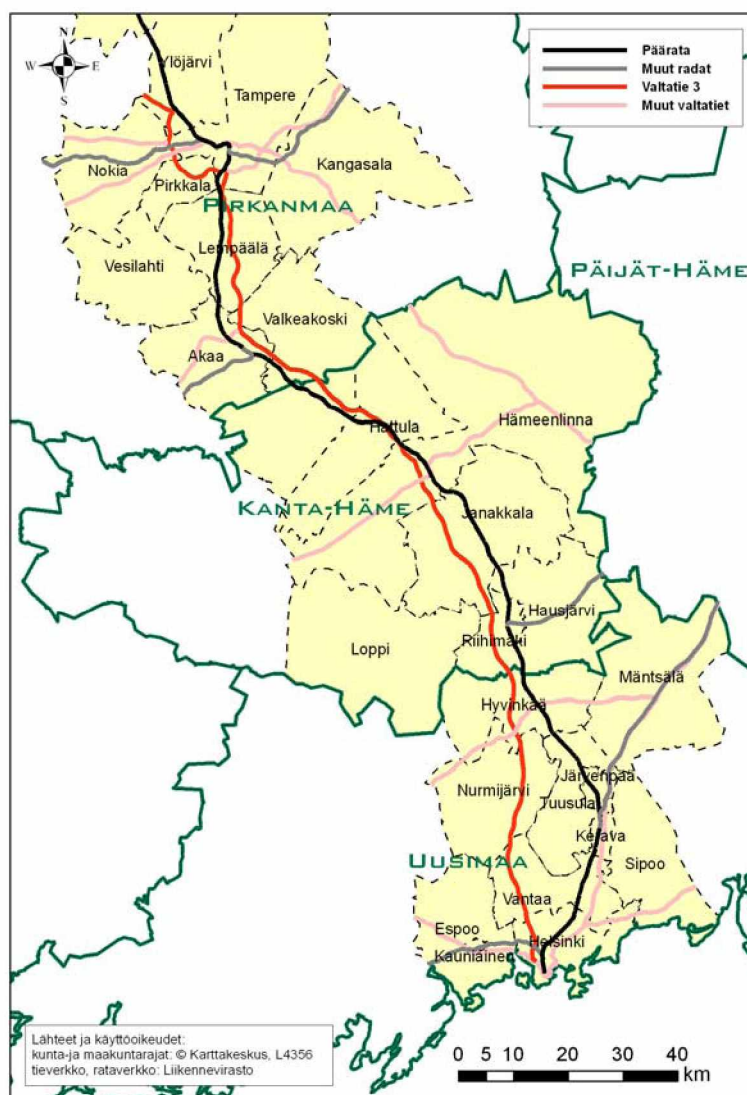 N
W E
S
Päärata
Muut radat
Valtatie 3
Muut valtatiet
Ylöjärvi
Tampere
Kangasala
Nokia
Pirkkala
PIRKANMAA
Lempäälä
Vesilahti
PÄIJÄT-HÄME
Valkeakoski
Akaa
Hattula
Hämeenlinna
KANTA-HÄME
Janakkala
Hausjärvi
Riihimäki
Loppi
Mäntsälä
Hyvinkää
Järvenpää
Nurmijärvi
Tuusula
Kerava
UUSIMAA
Sipoo
Vantaa
Espoo
Helsinki
Kauniainen
Lähteet ja käyttöoikeudet:
kunta-ja maakuntarajat: © Karttakeskus, L4356
tieverkko, rataverkko: Liikennevirasto
0 5 10 20 30 40
km